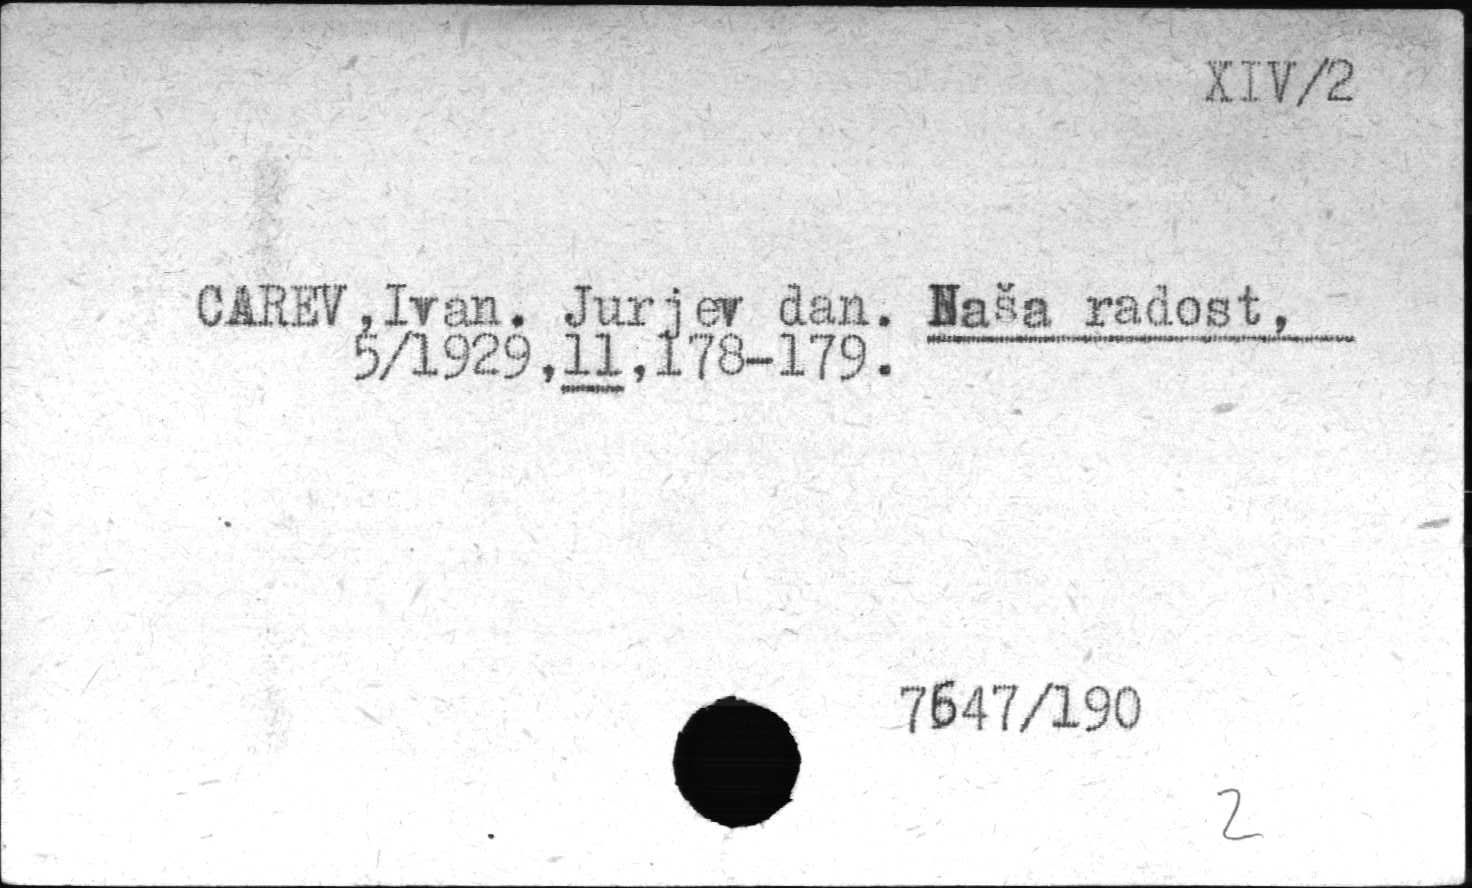 XIV/2
CAREV,Ivan. Jurjev dan. Naša radost,
5/1929,11,178-179.
7647/190
2